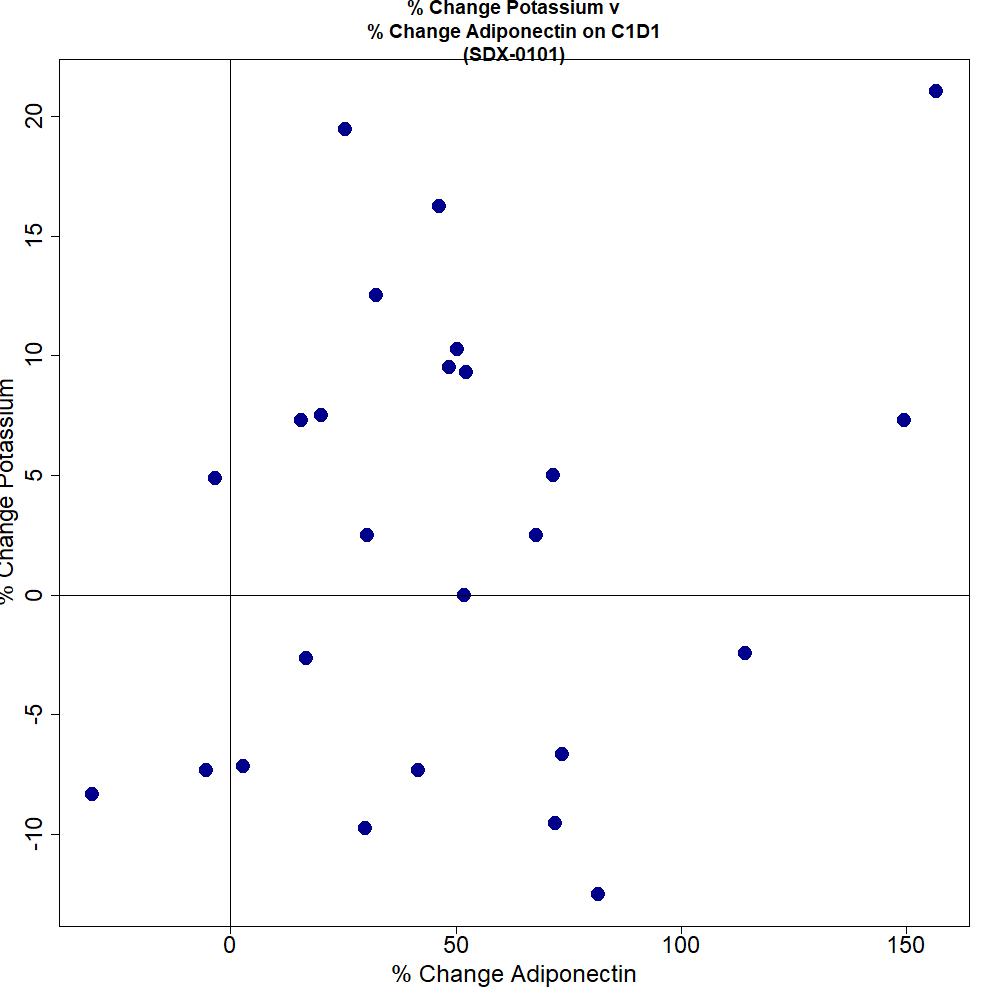 % Change Potassium v
% Change Adiponectin on C1D1
(SDX-0101)
% Change Potassium
20
15
10
5
0
-5
-10
0
50
100
150
% Change Adiponectin